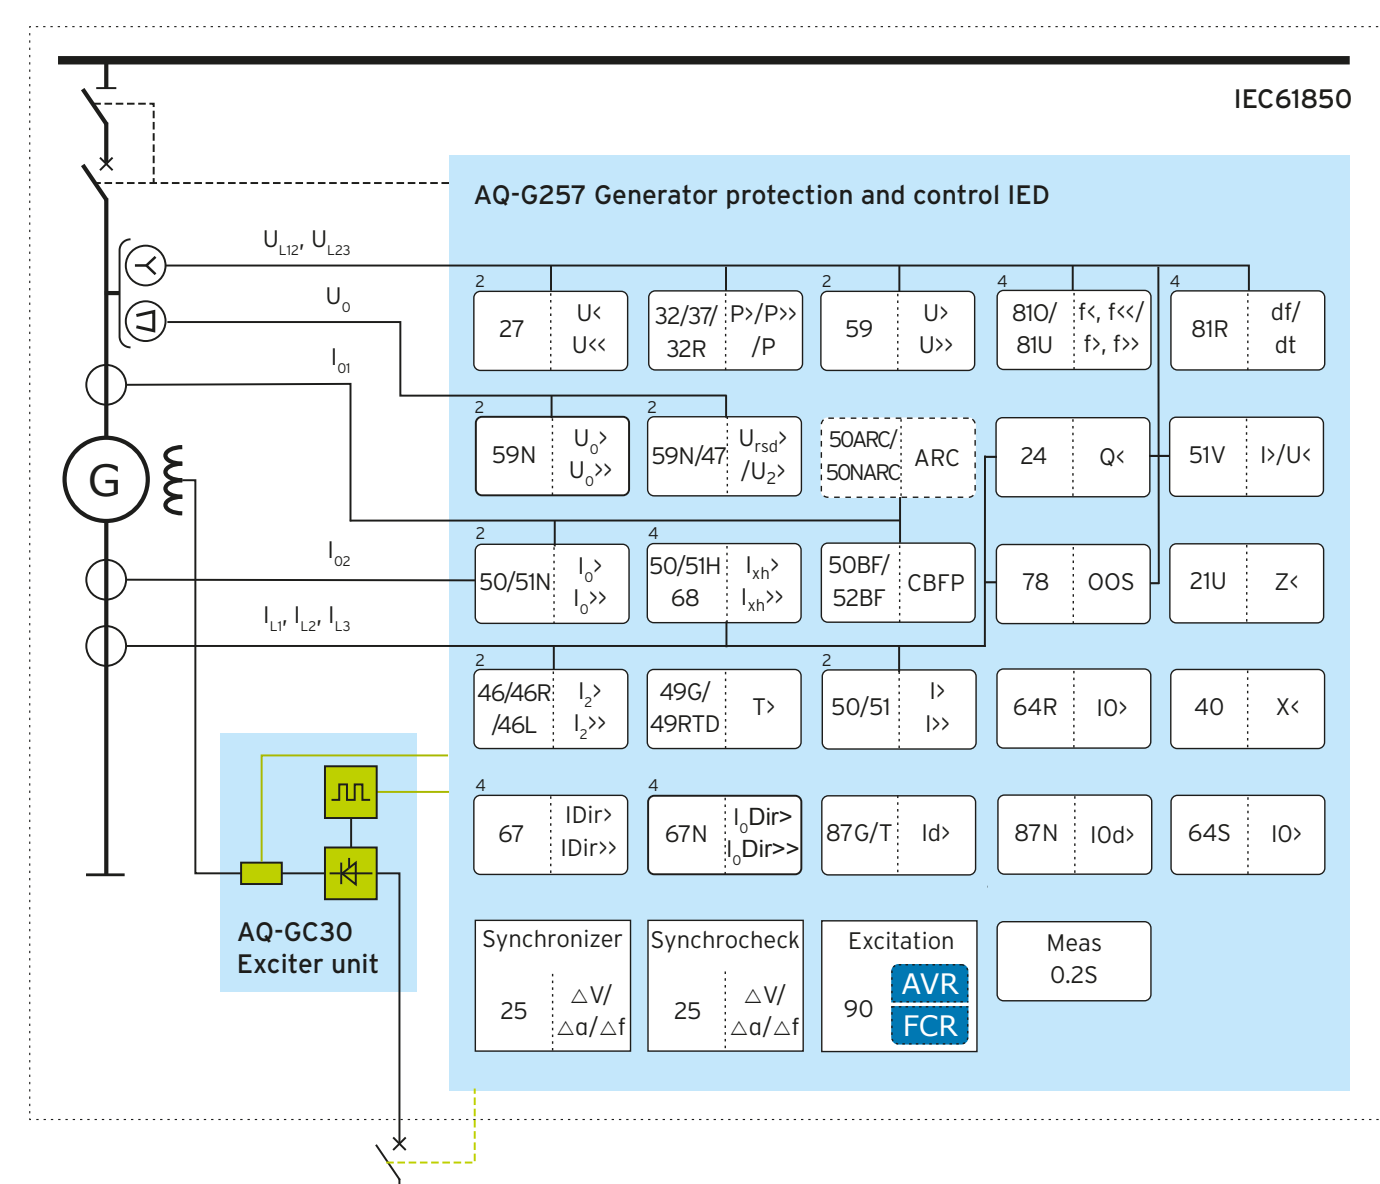 IEC61850
AQ-G257 Generator protection and control IED
U L12, U L23
U0
I01
G
I02
IL1, IL2, IL3
2
27 U< U<<
32/37/ 32R P>/P>> /P
2
59 U> U>>
4
81O/ 81U f<, f<</ f>, f>>
4
81R df/ dt
2
59N U0> U0>>
2
59N/47 Ursd> /U2>
50ARC/ 50NARC ARC
24 Q<
51V I>/U<
2
50/51N I0> I0>>
4
50/51H 68 Ixh> Ixh>>
50BF/ 52BF CBFP
78 OOS
21U Z<
2
46/46R /46L I2> I2>>
49G/ 49RTD T>
2
50/51 I> I>>
64R I0>
40 X<
4
67 IDir> IDir>>
4
67N I0Dir> I0Dir>>
87G/T Id>
87N I0d>
64S I0>
AQ-GC30
Exciter unit
Synchronizer
25 △V/ △a/△f
Synchrocheck
25 △V/ △a/△f
Excitation
90 AVR FCR
Meas
0.2S